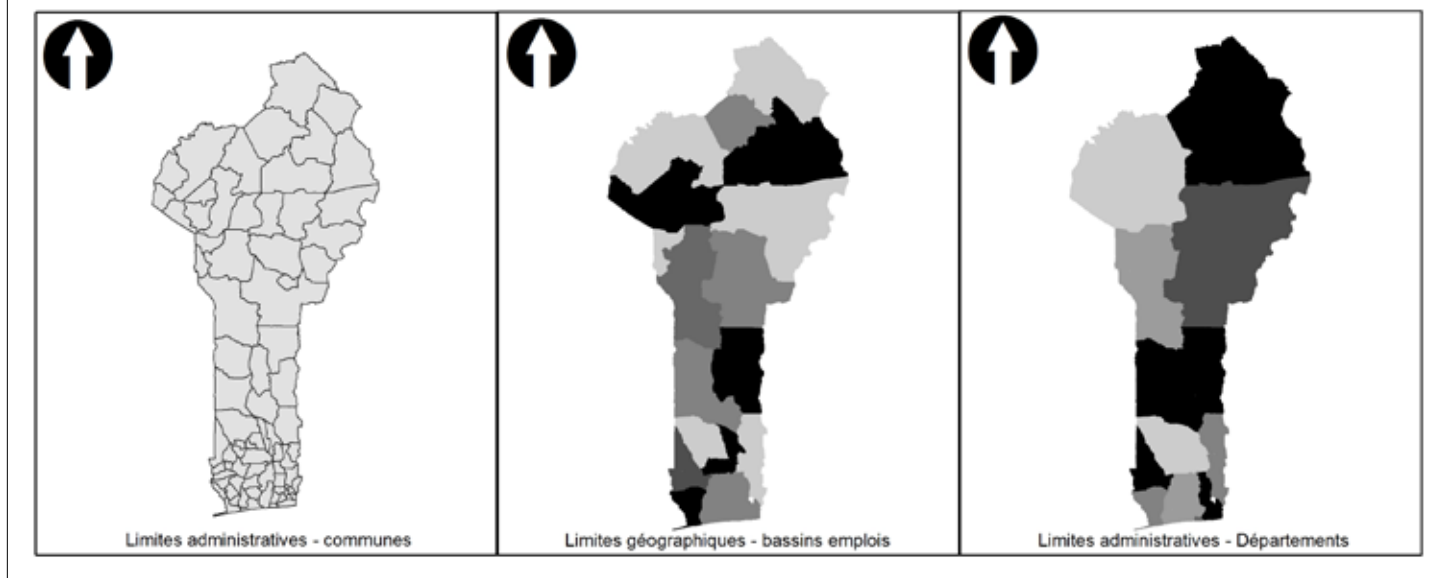 Limites administratives - communes
Limites géographiques - bassins emplois
Limites administratives - Départements